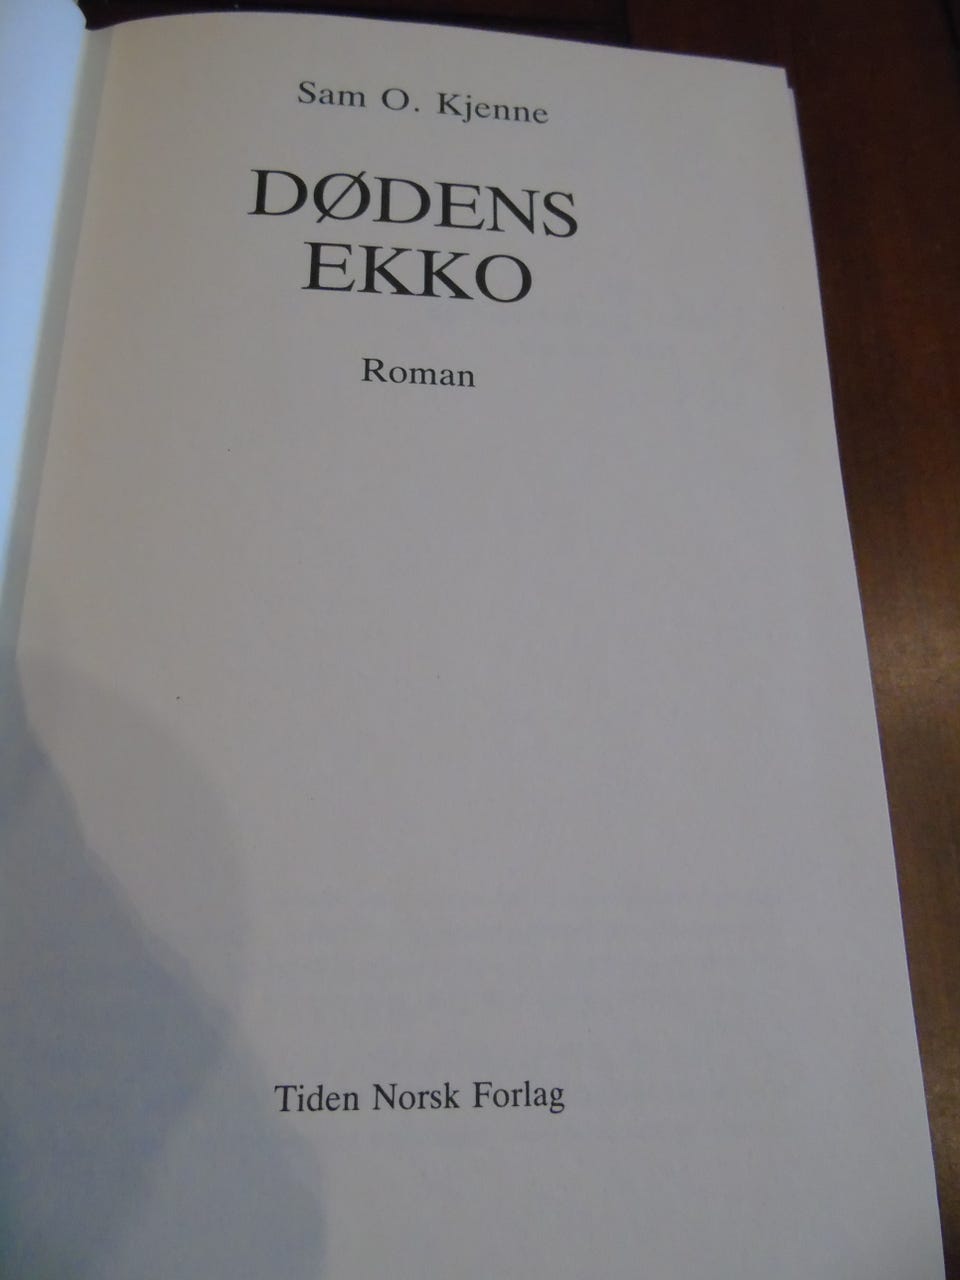 Sam O. Kjenne
DØDENS
EKKO
Roman
Tiden Norsk Forlag